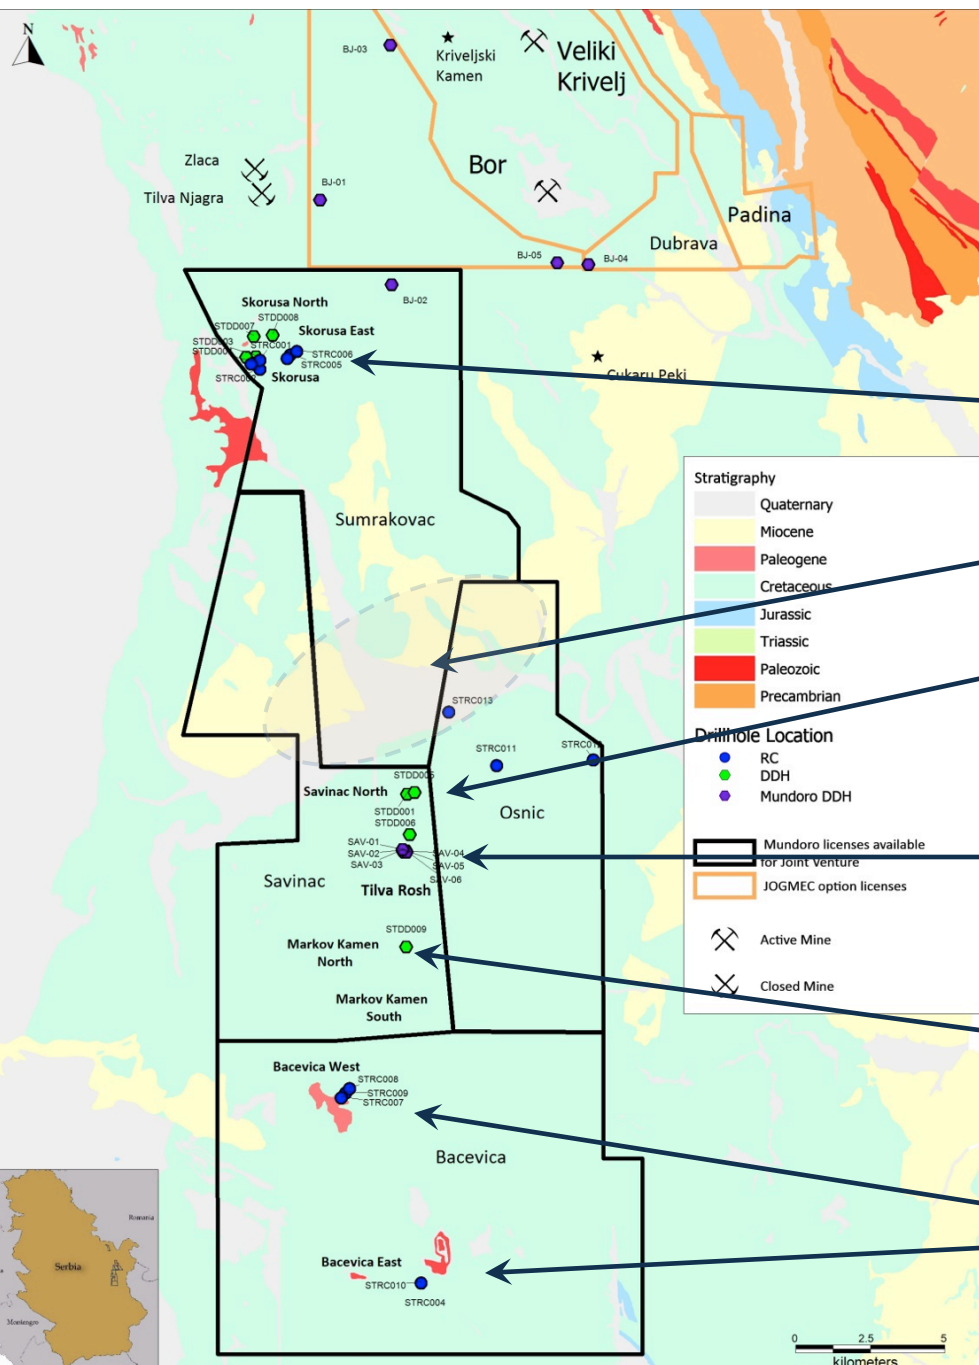 N
BJ-03
Kriveljski
Kamen
Veliki
Krivelj
Zlaca
Tilva Njagra
BJ-01
Bor
Padina
Dubrava
BJ-05
BJ-04
BJ-02
Skorusa North
STDD008
STDD007
Skorusa East
STDD003
STRC001
STRC006
STRC005
Skorusa
Cukaru Peki
Sumrakovac
STRC013
STRC011
STDD005
Savinac North
STDD001
STDD006
Osnic
SAV-01
SAV-02
SAV-03
SAV-04
SAV-05
SAV-06
Savinac
Tilva Rosh
STDD009
Markov Kamen
North
Markov Kamen
South
Bacevica West
STRC008
STRC009
STRC007
Bacevica
Bacevica East
STRC010
STRC004
Stratigraphy
Quaternary
Miocene
Paleogene
Cretaceous
Jurassic
Triassic
Paleozoic
Precambrian
Drillhole Location
RC
DDH
Mundoro DDH
Mundoro licenses available
for Joint Venture
JOGMEC option licenses
Active Mine
Closed Mine
Romania
Serbia
Montengro
0 2.5 5
kilometers